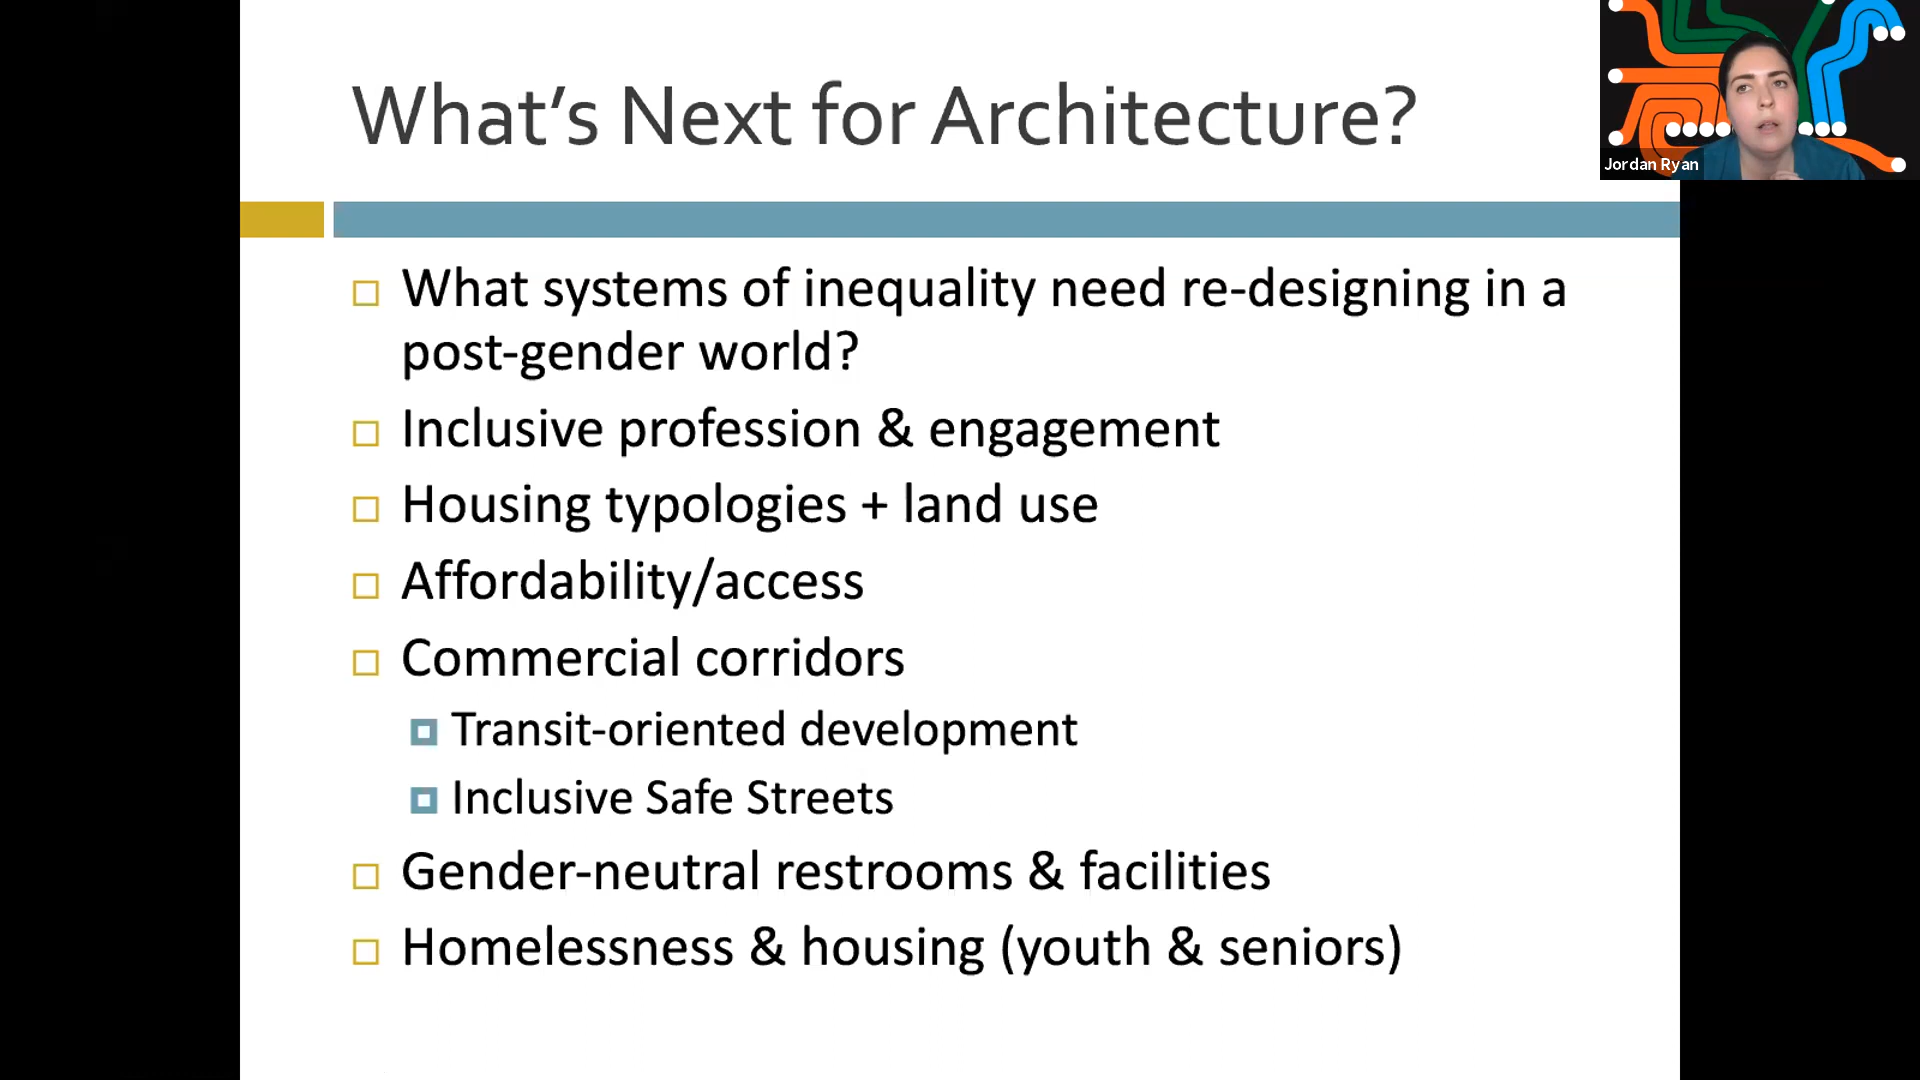 What's Next for Architecture?
Jordan Ryan
What systems of inequality need re-designing in a
post-gender world?
Inclusive profession & engagement
Housing typologies + land use
Affordability/access
Commercial corridors
Transit-oriented development
Inclusive Safe Streets
Gender-neutral restrooms & facilities
Homelessness & housing (youth & seniors)